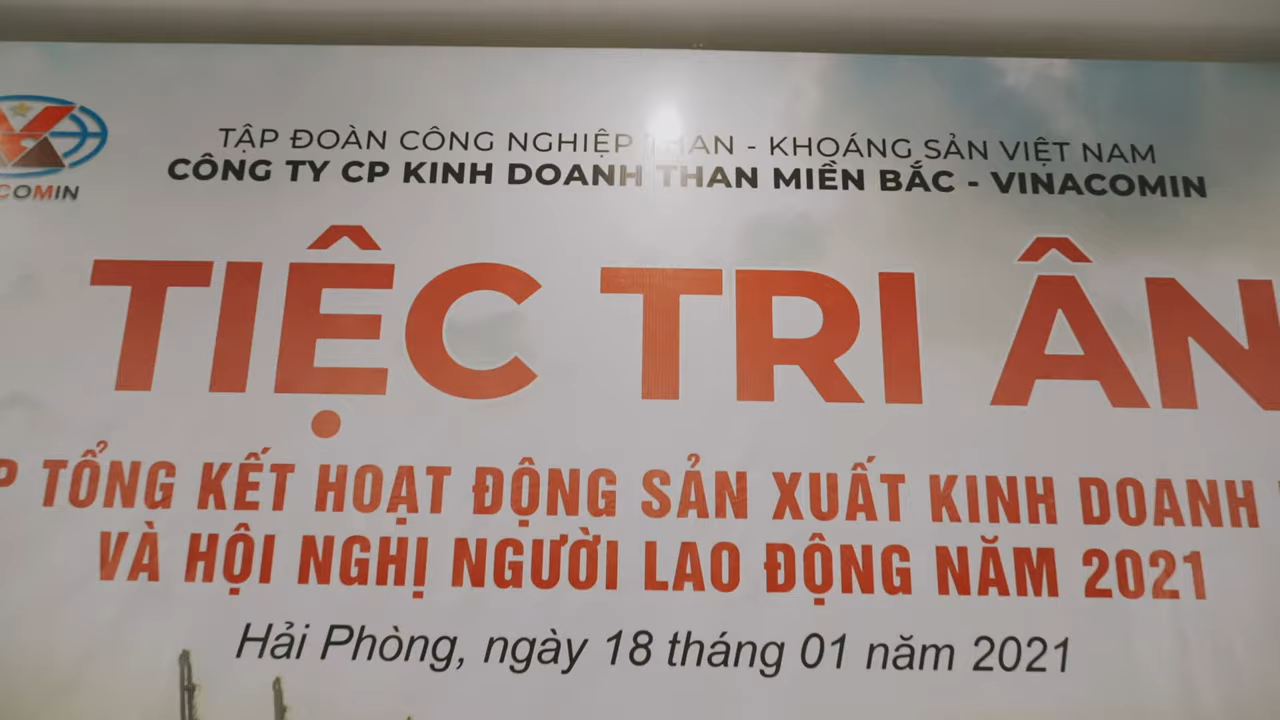 COMIN
TẬP ĐOÀN CÔNG NGHIỆP THAN - KHOÁNG SẢN VIỆT NAM
CÔNG TY CP KINH DOANH THAN MIỀN BẮC - VINACOMIN
TIỆC TRI ÂN
P TỔNG KẾT HOẠT ĐỘNG SẢN XUẤT KINH DOANH
VÀ HỘI NGHỊ NGƯỜI LAO ĐỘNG NĂM 2021
Hải Phòng, ngày 18 tháng 01 năm 2021